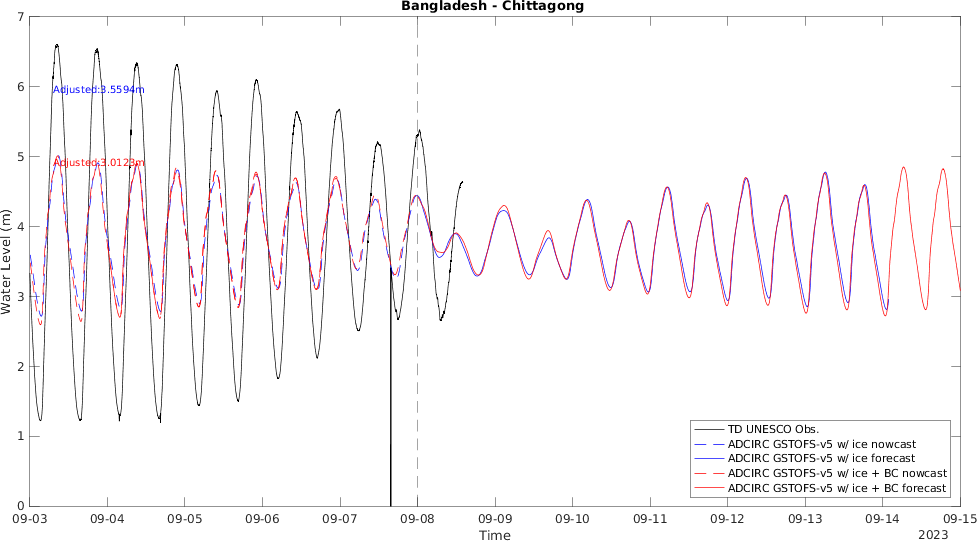 Bangladesh - Chittagong
7
6
5
4
3
2
1
0
Water Level (m)
Adjusted:3.5594m
Adjusted:3.0123m
TD UNESCO Obs.
ADCIRC GSTOFS-v5 w/ ice nowcast
ADCIRC GSTOFS-v5 w/ ice forecast
ADCIRC GSTOFS-v5 w/ ice + BC nowcast
ADCIRC GSTOFS-v5 w/ ice + BC forecast
09-03 09-04 09-05 09-06 09-07 09-08 09-09 09-10 09-11 09-12 09-13 09-14 09-15
Time
2023